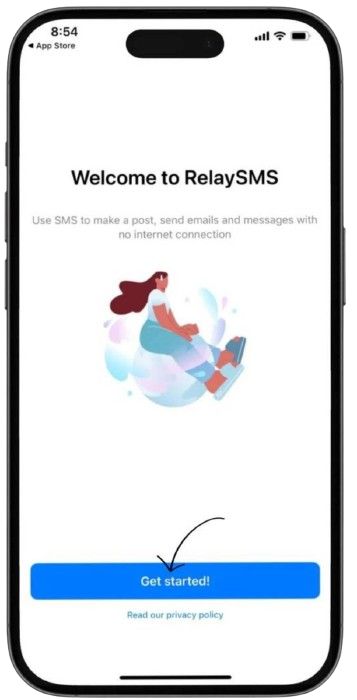 8:54
◀ App Store
Welcome to RelaySMS
Use SMS to make a post, send emails and messages with
no internet connection
Get started!
Read our privacy policy